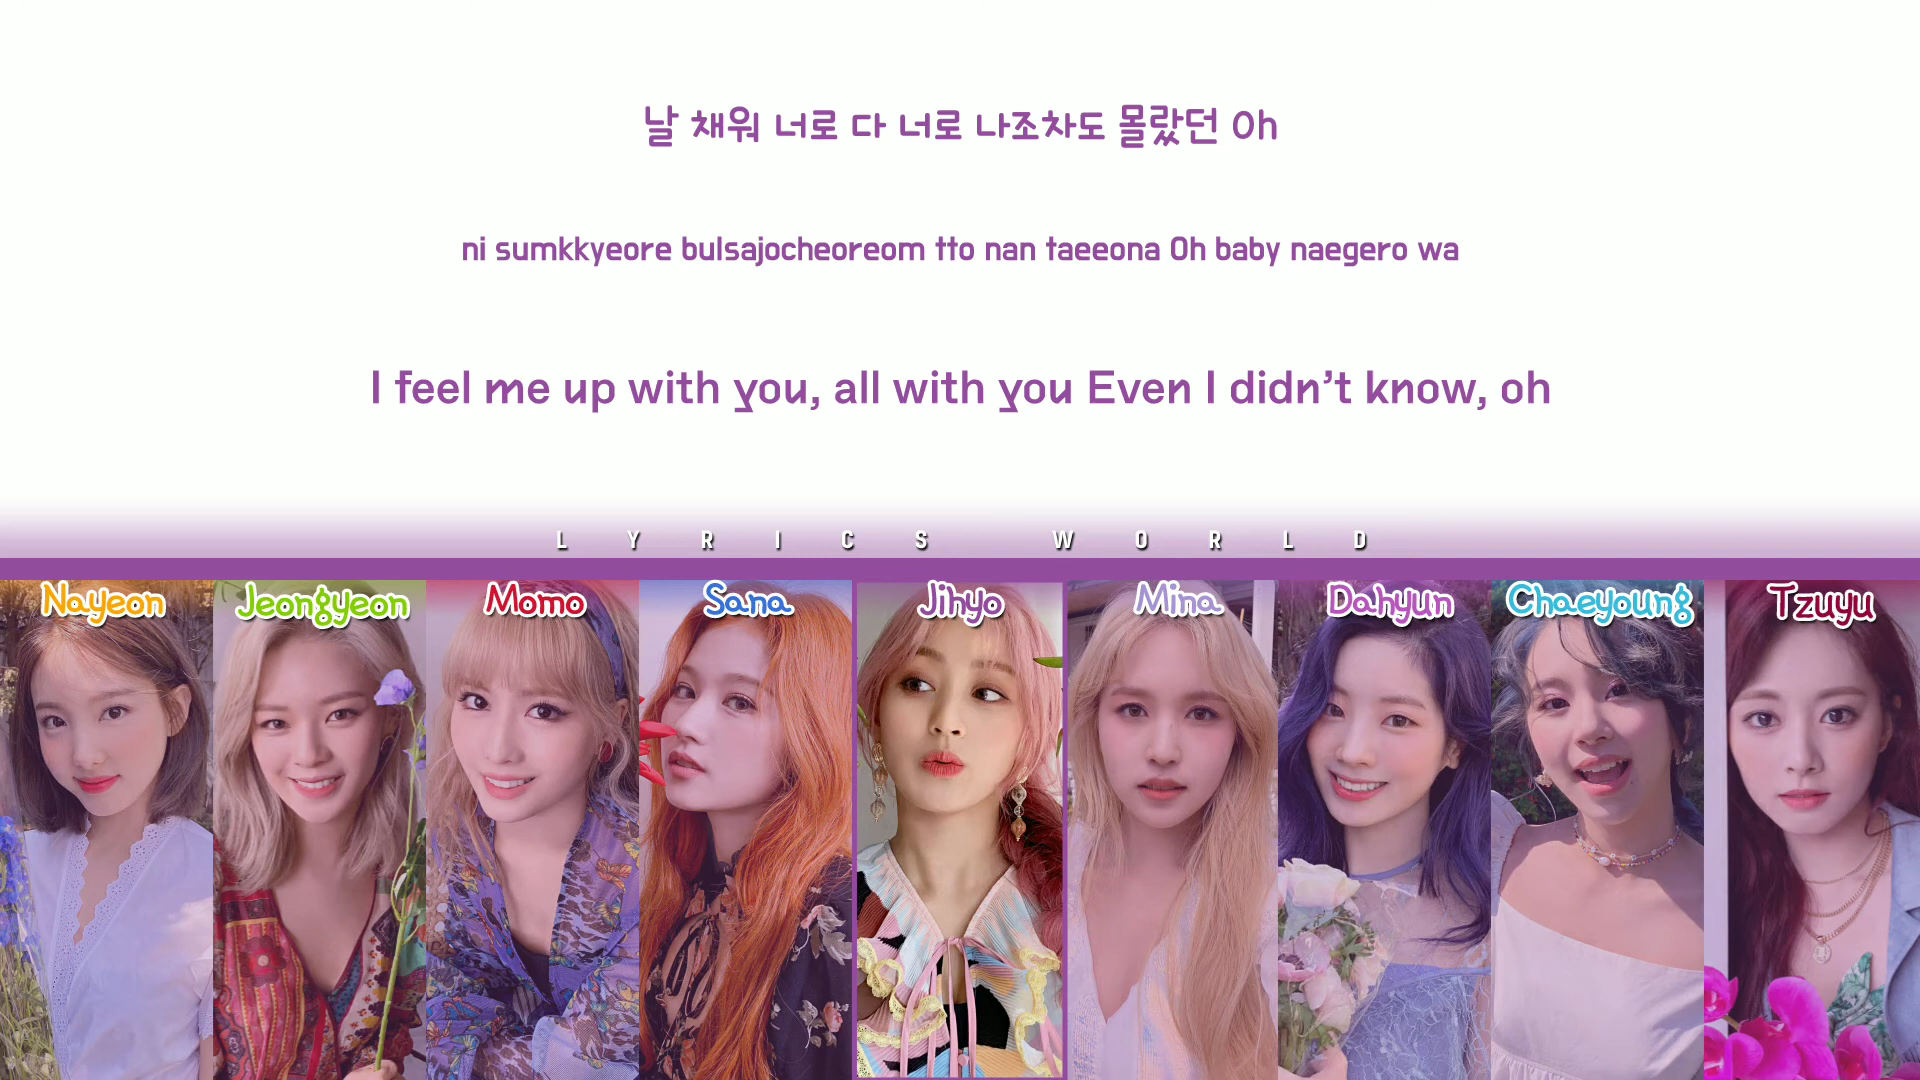 날 채워 너로 다 너로 나조차도 몰랐던 Oh
ni sumkkyeore bulsajocheoreom tto nan taeeona Oh baby naegero wa
I feel me up with you, all with you Even I didn't know, oh
LYRICS WORLD
Nayeon Jeongyeon Momo Sana Jihyo Mina Dahyun Chaeyoung Tzuyu